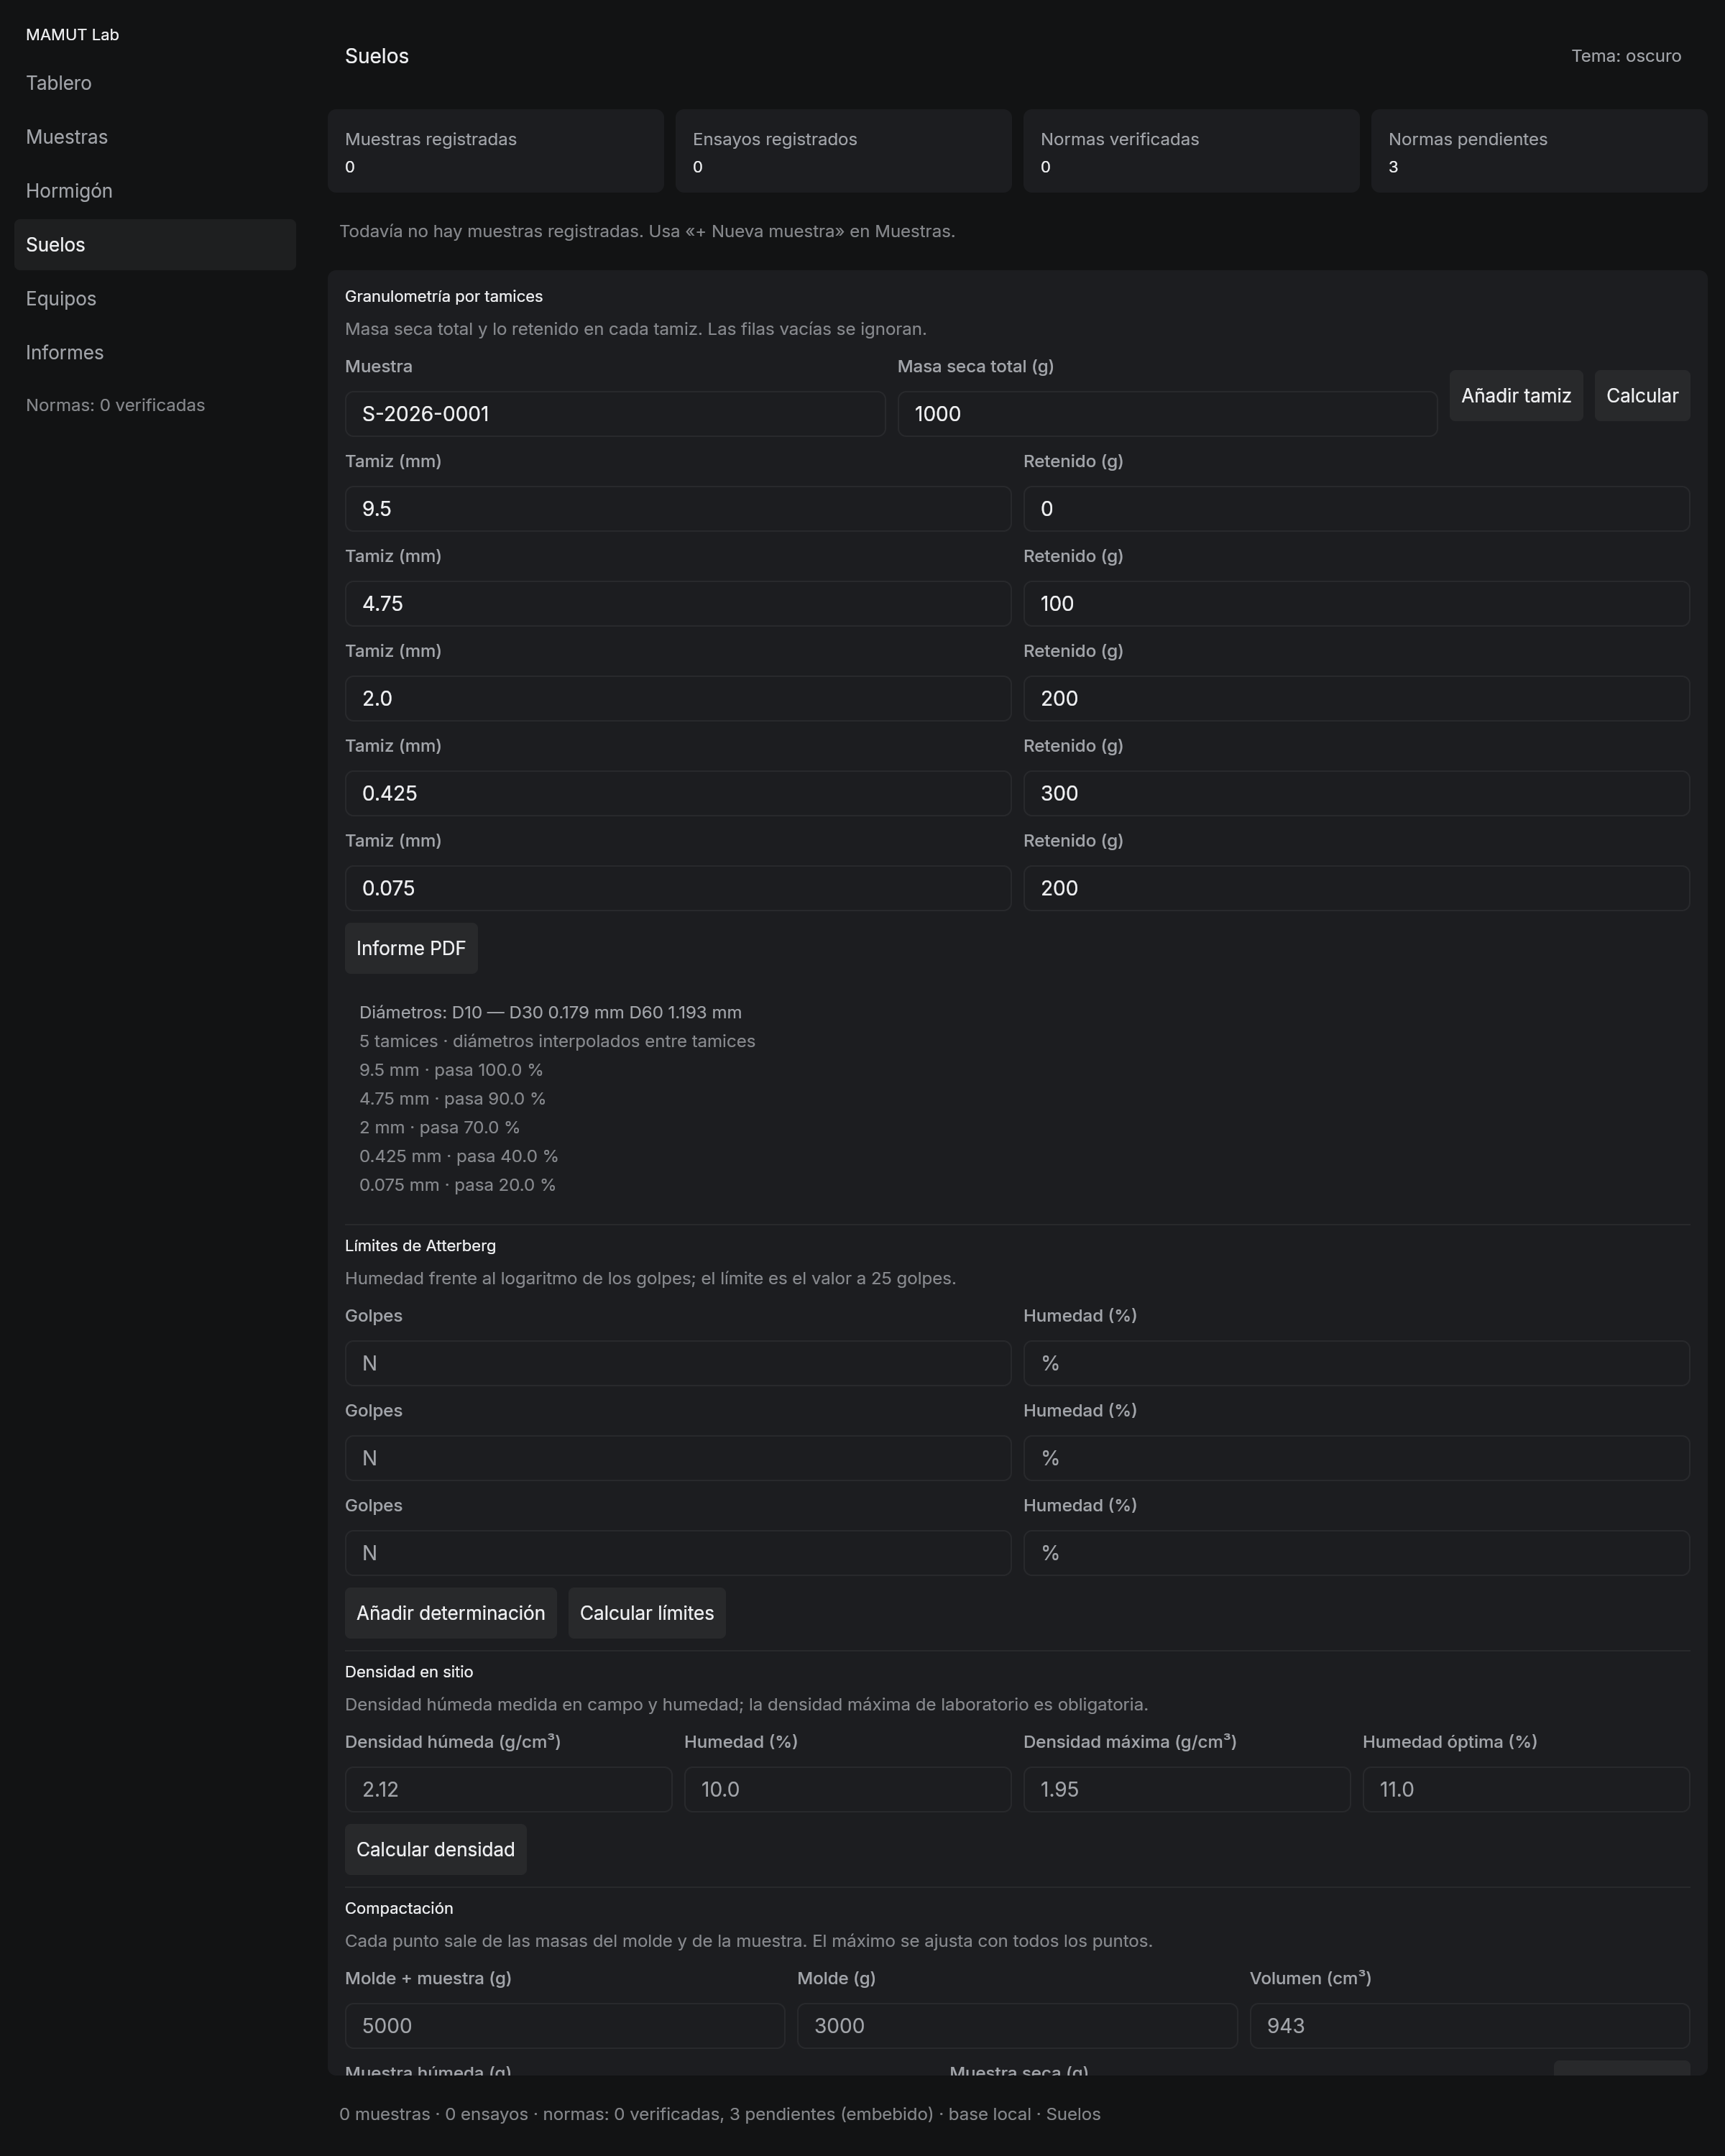 MAMUT Lab
Tablero
Muestras
Hormigón
Suelos
Equipos
Informes
Normas: 0 verificadas
Suelos
Tema: oscuro
Muestras registradas
0
Ensayos registrados
0
Normas verificadas
0
Normas pendientes
3
Todavía no hay muestras registradas. Usa «+ Nueva muestra» en Muestras.
Granulometría por tamices
Masa seca total y lo retenido en cada tamiz. Las filas vacías se ignoran.
Muestra
Masa seca total (g)
S-2026-0001
1000
Añadir tamiz
Calcular
Tamiz (mm)
Retenido (g)
9.5
0
Tamiz (mm)
Retenido (g)
4.75
100
Tamiz (mm)
Retenido (g)
2.0
200
Tamiz (mm)
Retenido (g)
0.425
300
Tamiz (mm)
Retenido (g)
0.075
200
Informe PDF
Diámetros: D10 — D30 0.179 mm D60 1.193 mm
5 tamices · diámetros interpolados entre tamices
9.5 mm · pasa 100.0 %
4.75 mm · pasa 90.0 %
2 mm · pasa 70.0 %
0.425 mm · pasa 40.0 %
0.075 mm · pasa 20.0 %
Límites de Atterberg
Humedad frente al logaritmo de los golpes; el límite es el valor a 25 golpes.
Golpes
Humedad (%)
N
%
Golpes
Humedad (%)
N
%
Golpes
Humedad (%)
N
%
Añadir determinación
Calcular límites
Densidad en sitio
Densidad húmeda medida en campo y humedad; la densidad máxima de laboratorio es obligatoria.
Densidad húmeda (g/cm³)
Humedad (%)
Densidad máxima (g/cm³)
Humedad óptima (%)
2.12
10.0
1.95
11.0
Calcular densidad
Compactación
Cada punto sale de las masas del molde y de la muestra. El máximo se ajusta con todos los puntos.
Molde + muestra (g)
Molde (g)
Volumen (cm³)
5000
3000
943
Muestra húmeda (g)
Muestra seca (g)
0 muestras · 0 ensayos · normas: 0 verificadas, 3 pendientes (embebido) · base local · Suelos